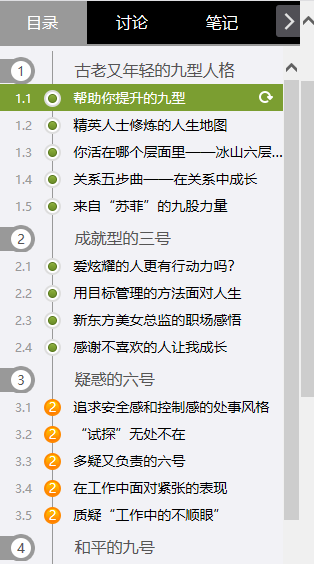 目录 讨论 笔记
1 古老又年轻的九型人格
1.1 帮助你提升的九型
1.2 精英人士修炼的人生地图
1.3 你活在哪个层面里——冰山六层...
1.4 关系五步曲——在关系中成长
1.5 来自“苏菲”的九股力量
2 成就型的三号
2.1 爱炫耀的人更有行动力吗?
2.2 用目标管理的方法面对人生
2.3 新东方美女总监的职场感悟
2.4 感谢不喜欢的人让我成长
3 疑惑的六号
3.1 2 追求安全感和控制感的处事风格
3.2 2 “试探”无处不在
3.3 2 多疑又负责的六号
3.4 2 在工作中面对紧张的表现
3.5 2 质疑“工作中的不顺眼”
4 和平的九号